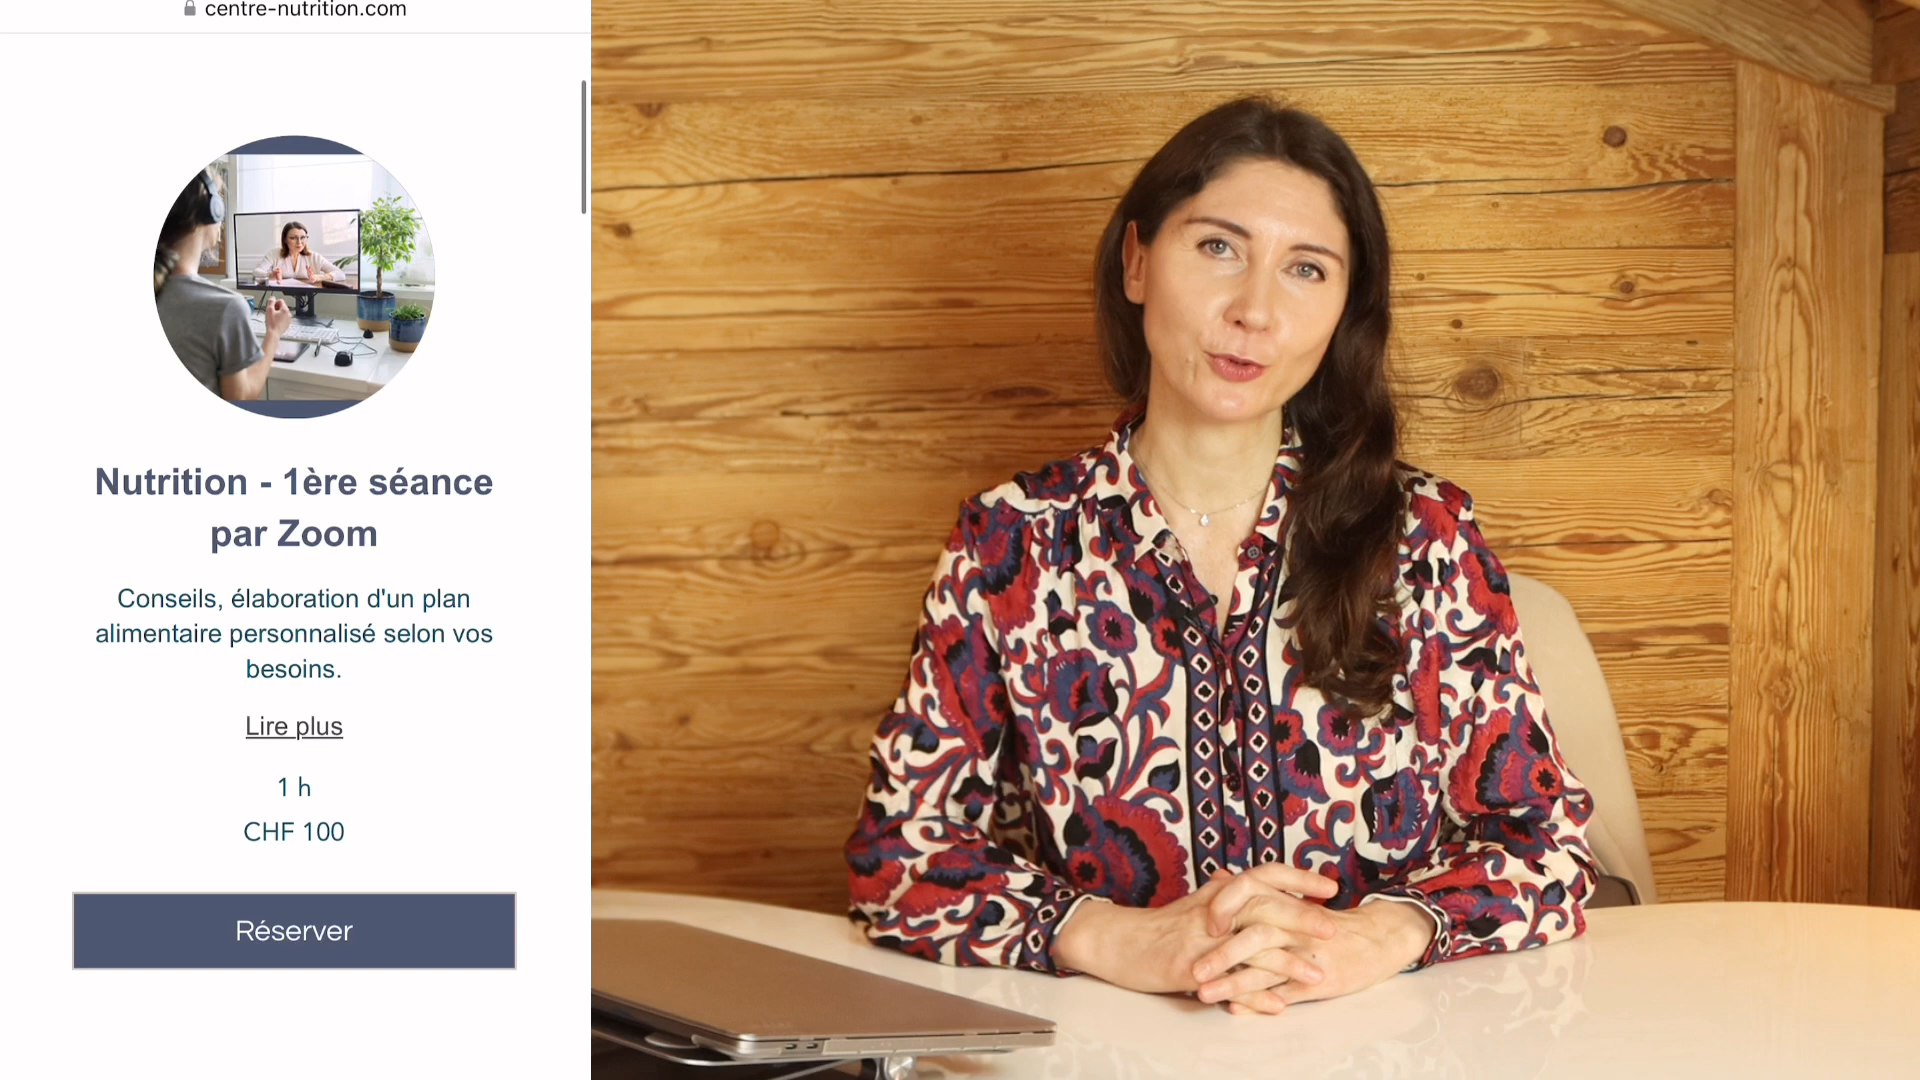 centre-nutrition.com
Nutrition - 1ère séance
par Zoom
Conseils, élaboration d'un plan
alimentaire personnalisé selon vos
besoins.
Lire plus
1 h
CHF 100
Réserver